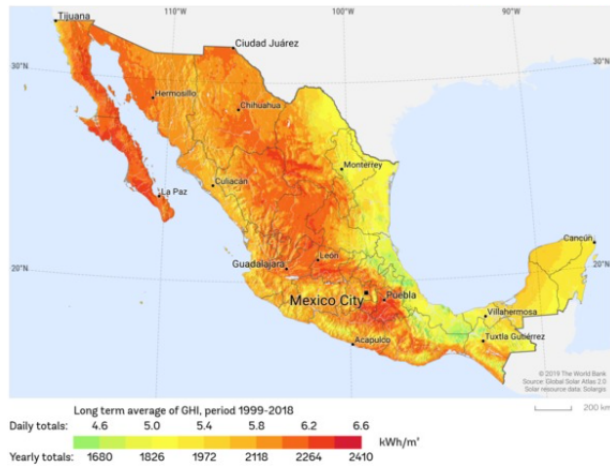 Tijuana
110°W
100°W
90°W
Ciudad Juárez
30°N
30°N
Hermosillo
Chihuahua
Monterrey
Culiacán
La Paz
Cancún
León
20°N
Guadalajara
20°N
Mexico City
Puebla
Villahermosa
Acapulco
Tuxtla Gutiérrez
© 2019 The World Bank
Source: Global Solar Atlas 2.0
Solar resource data: Solargis
Long term average of GHI, period 1999-2018
200 km
Daily totals: 4.6 5.0 5.4 5.8 6.2 6.6
kWh/m²
Yearly totals: 1680 1826 1972 2118 2264 2410